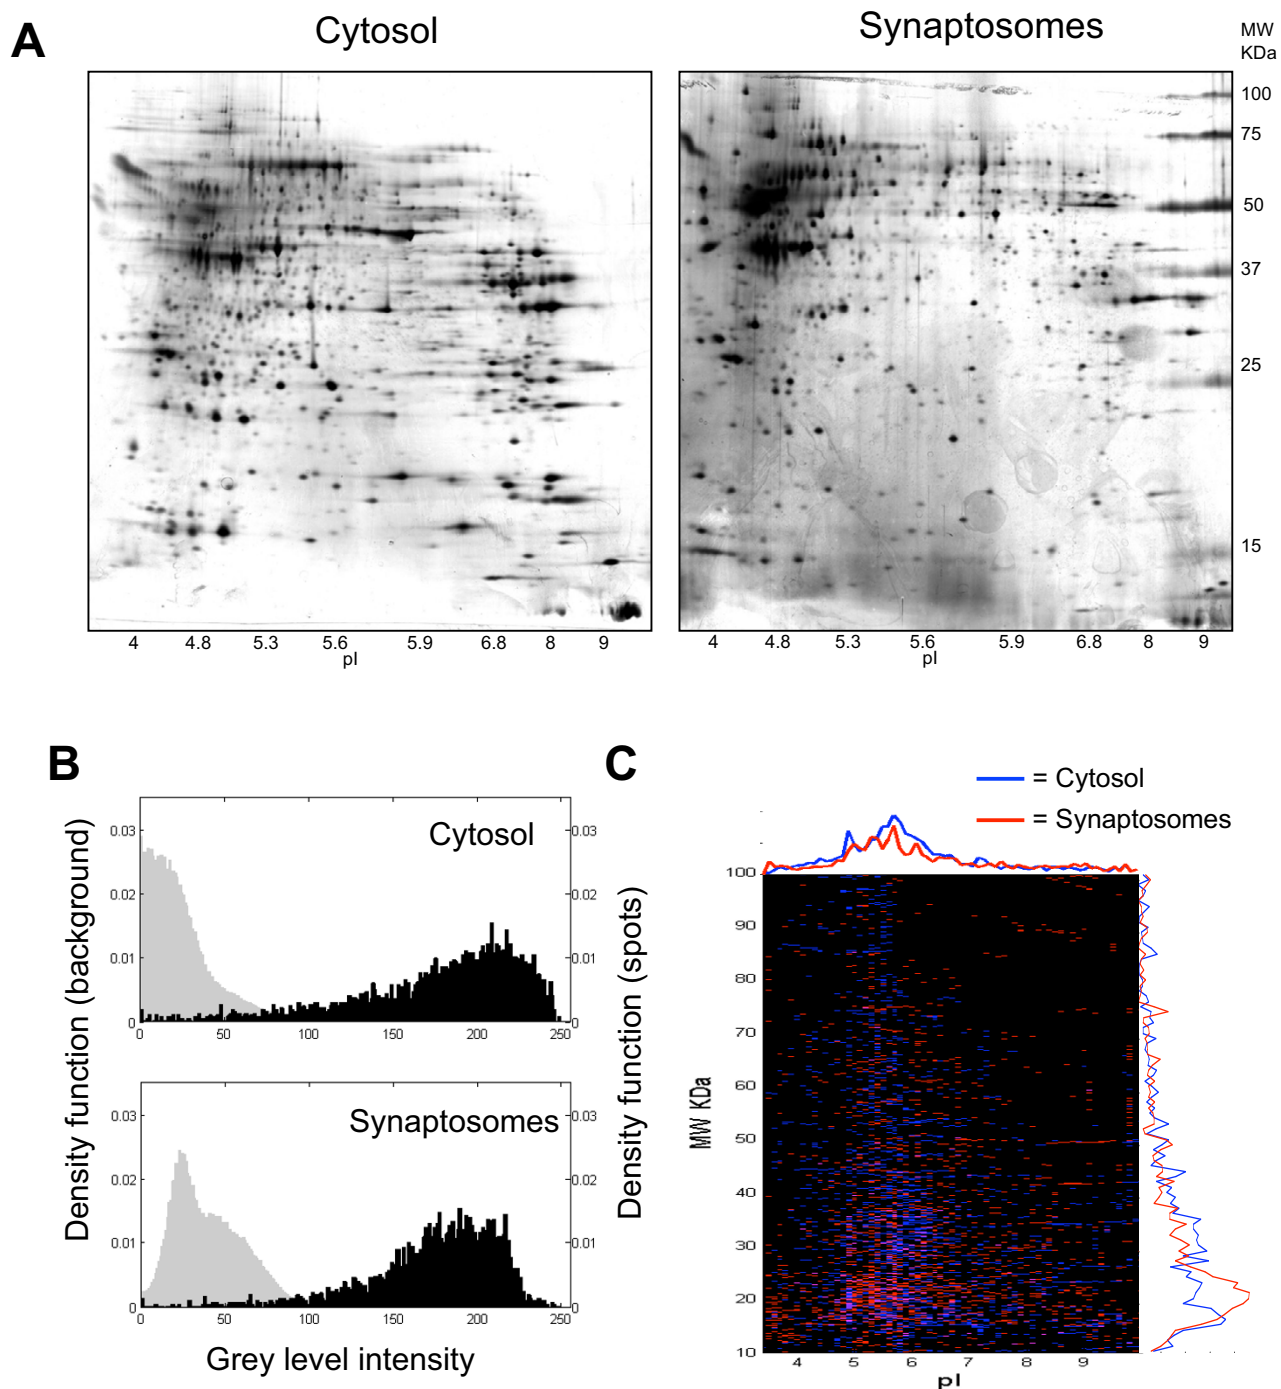 A
Cytosol
Synaptosomes
MW
KDa
100
75
50
37
25
15
4 4.8 5.3 5.6 5.9 6.8 8 9
pI
4 4.8 5.3 5.6 5.9 6.8 8 9
pI
B
Density function (background)
Density function (spots)
Cytosol
0.03 0.03
0.02 0.02
0.01 0.01
0 0
0 50 100 150 200 250
Synaptosomes
0.03 0.03
0.02 0.02
0.01 0.01
0 0
0 50 100 150 200 250
Grey level intensity
C
= Cytosol
= Synaptosomes
MW KDa
100
90
80
70
60
50
40
30
20
10
4 5 6 7 8 9
pI